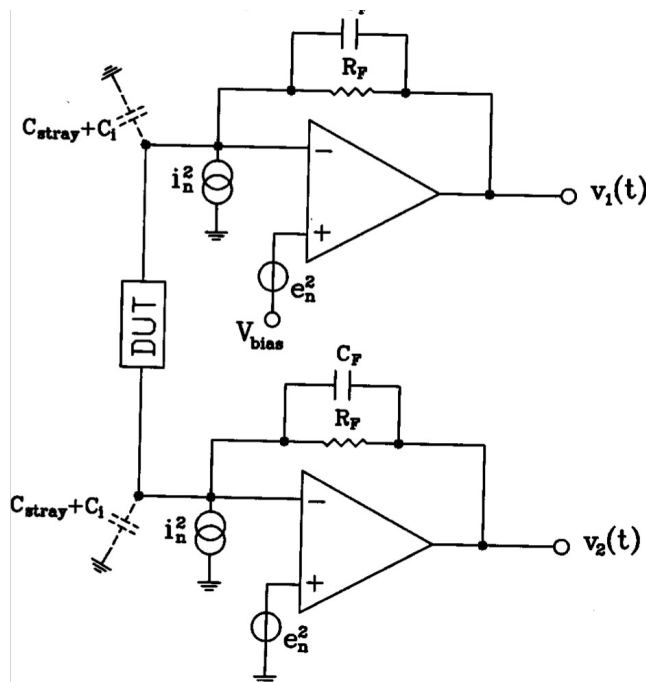 R_F
C_stray+C_i
i_n^2
−
+
v_1(t)
e_n^2
V_bias
DUT
C_F
R_F
C_stray+C_i
i_n^2
−
+
v_2(t)
e_n^2